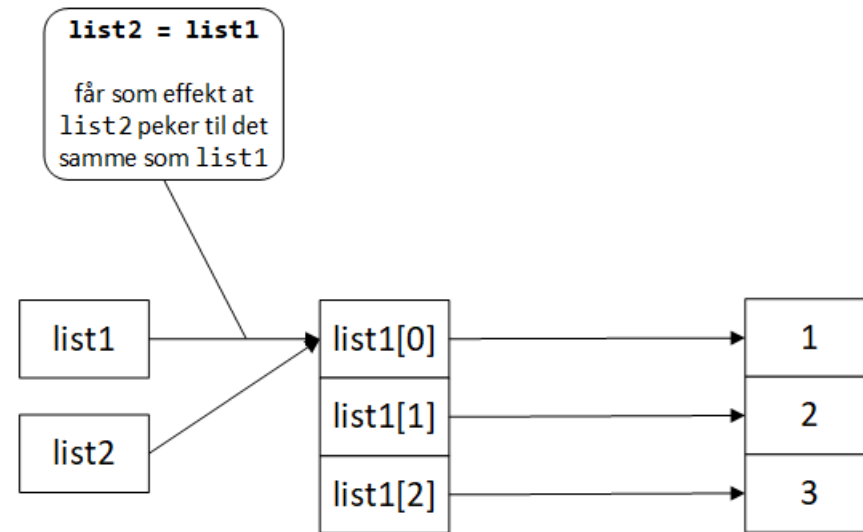 list2 = list1
får som effekt at
list2 peker til det
samme som list1
list1
list2
list1[0]
list1[1]
list1[2]
1
2
3